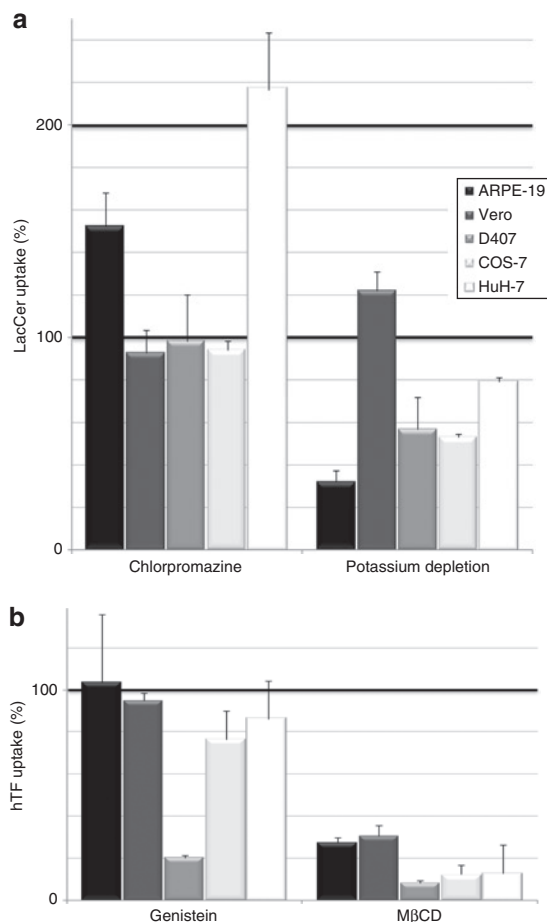 a
LacCer uptake (%)
200
100
0
ARPE-19
Vero
D407
COS-7
HuH-7
Chlorpromazine
Potassium depletion
b
hTF uptake (%)
100
0
Genistein
MβCD